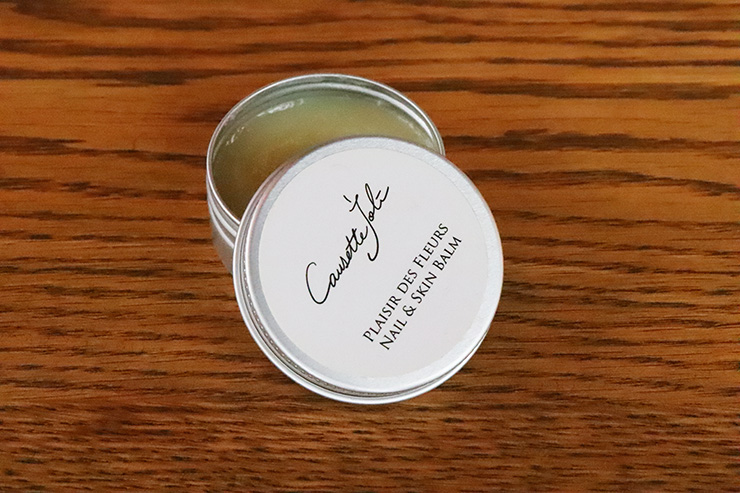 Causette Joli
PLAISIR DES FLEURS
NAIL & SKIN BALM